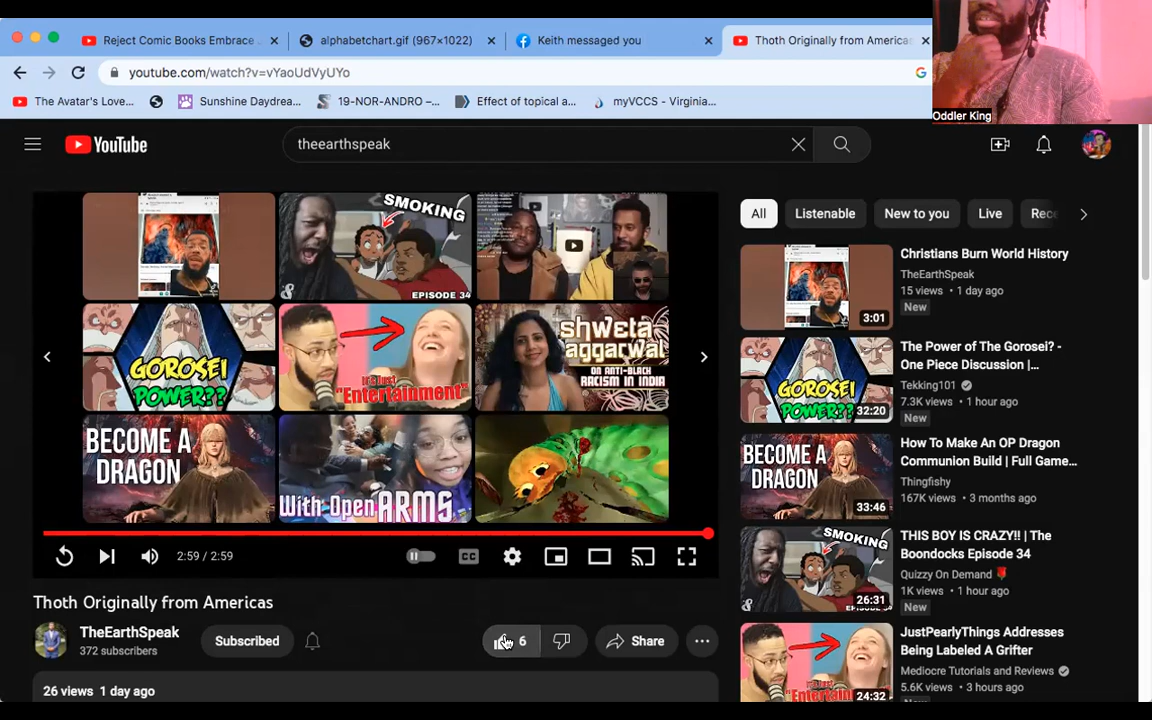 Reject Comic Books Embrace
alphabetchart.gif (967×1022)
Keith messaged you
Thoth Originally from Americas
youtube.com/watch?v=vYaoUdVyUYo
The Avatar's Love...
Sunshine Daydrea...
19-NOR-ANDRO –...
Effect of topical a...
myVCCS - Virginia...
Oddler King
YouTube
theearthspeak
SMOKING
EPISODE 34
GOROSEI
POWER??
It's Just
"Entertainment"
shweta
aggarwal
ON ANTI-BLACK
RACISM IN INDIA
BECOME A
DRAGON
With Open ARMS
2:59 / 2:59
CC
Thoth Originally from Americas
TheEarthSpeak
372 subscribers
Subscribed
6
Share
26 views 1 day ago
All
Listenable
New to you
Live
Rece
3:01
Christians Burn World History
TheEarthSpeak
15 views • 1 day ago
New
GOROSEI
POWER??
32:20
The Power of The Gorosei? -
One Piece Discussion |...
Tekking101
7.3K views • 1 hour ago
New
BECOME A
DRAGON
33:46
How To Make An OP Dragon
Communion Build | Full Game...
Thingfishy
167K views • 3 months ago
SMOKING
26:31
THIS BOY IS CRAZY!! | The
Boondocks Episode 34
Quizzy On Demand
1K views • 1 hour ago
New
24:32
JustPearlyThings Addresses
Being Labeled A Grifter
Mediocre Tutorials and Reviews
5.6K views • 3 hours ago